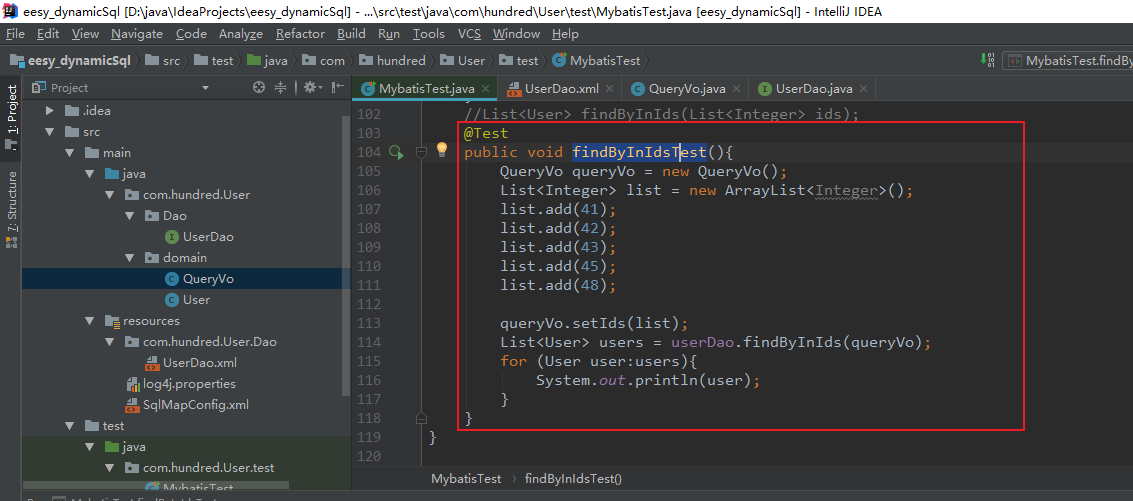 eesy_dynamicSql [D:\java\IdeaProjects\eesy_dynamicSql] - ...\src\test\java\com\hundred\User\test\MybatisTest.java [eesy_dynamicSql] - IntelliJ IDEA
File Edit View Navigate Code Analyze Refactor Build Run Tools VCS Window Help
eesy_dynamicSql src test java com hundred User test MybatisTest MybatisTest.findBy
Project
MybatisTest.java UserDao.xml QueryVo.java UserDao.java
1: Project
Z: Structure
.idea
src
main
java
com.hundred.User
Dao
UserDao
domain
QueryVo
User
resources
com.hundred.User.Dao
UserDao.xml
log4j.properties
SqlMapConfig.xml
test
java
com.hundred.User.test
MybatisTest
102 //List<User> findByInIds(List<Integer> ids);
103 @Test
104 public void findByInIdsTest(){
105 QueryVo queryVo = new QueryVo();
106 List<Integer> list = new ArrayList<Integer>();
107 list.add(41);
108 list.add(42);
109 list.add(43);
110 list.add(45);
111 list.add(48);
112
113 queryVo.setIds(list);
114 List<User> users = userDao.findByInIds(queryVo);
115 for (User user:users){
116 System.out.println(user);
117 }
118 }
119 }
120
MybatisTest findByInIdsTest()